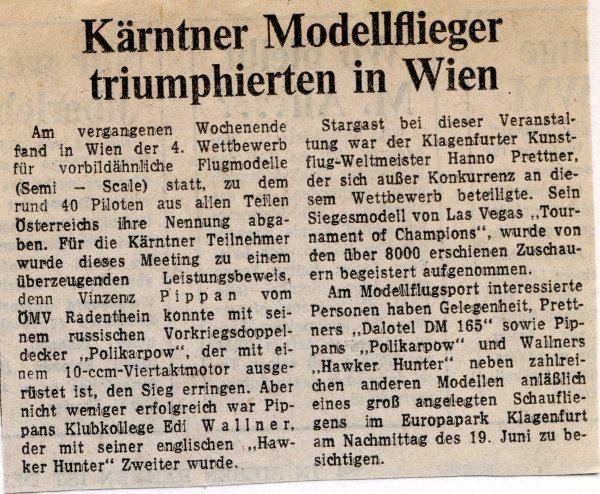 Kärntner Modellflieger
triumphierten in Wien
Am vergangenen Wochenende
fand in Wien der 4. Wettbewerb
für vorbildähnliche Flugmodelle
(Semi – Scale) statt, zu dem
rund 40 Piloten aus allen Teilen
Österreichs ihre Nennung abga-
ben. Für die Kärntner Teilnehmer
wurde dieses Meeting zu einem
überzeugenden Leistungsbeweis,
denn Vinzenz Pippan vom
ÖMV Radenthein konnte mit sei-
nem russischen Vorkriegsdoppel-
decker „Polikarpow", der mit ei-
nem 10-ccm-Viertaktmotor ausge-
rüstet ist, den Sieg erringen. Aber
nicht weniger erfolgreich war Pip-
pans Klubkollege Edi Wallner,
der mit seiner englischen „Haw-
ker Hunter" Zweiter wurde.
Stargast bei dieser Veranstal-
tung war der Klagenfurter Kunst-
flug-Weltmeister Hanno Prettner,
der sich außer Konkurrenz an die-
sem Wettbewerb beteiligte. Sein
Siegesmodell von Las Vegas „Tour-
nament of Champions", wurde von
den über 8000 erschienen Zuschau-
ern begeistert aufgenommen.
Am Modellflugsport interessierte
Personen haben Gelegenheit, Prett-
ners „Dalotel DM 165" sowie Pip-
pans „Polikarpow" und Wallners
„Hawker Hunter" neben zahlrei-
chen anderen Modellen anläßlich
eines groß angelegten Schauflie-
gens im Europapark Klagenfurt
am Nachmittag des 19. Juni zu be-
sichtigen.